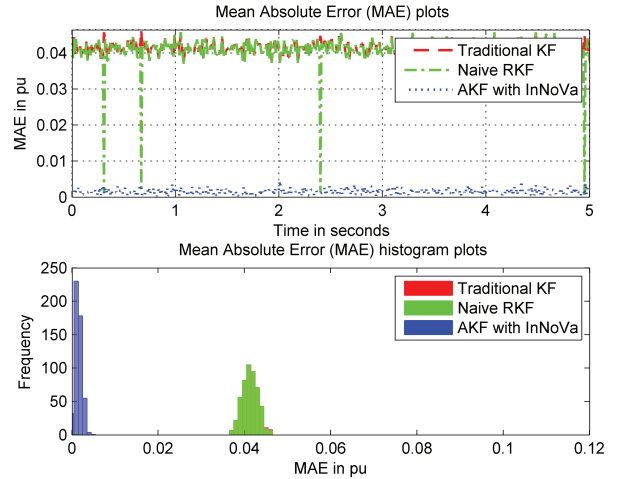 Mean Absolute Error (MAE) plots
MAE in pu
0.04
0.03
0.02
0.01
0
Traditional KF
Naive RKF
AKF with InNoVa
0 1 2 3 4 5
Time in seconds
Mean Absolute Error (MAE) histogram plots
Frequency
250
200
150
100
50
0
Traditional KF
Naive RKF
AKF with InNoVa
0 0.02 0.04 0.06 0.08 0.1 0.12
MAE in pu